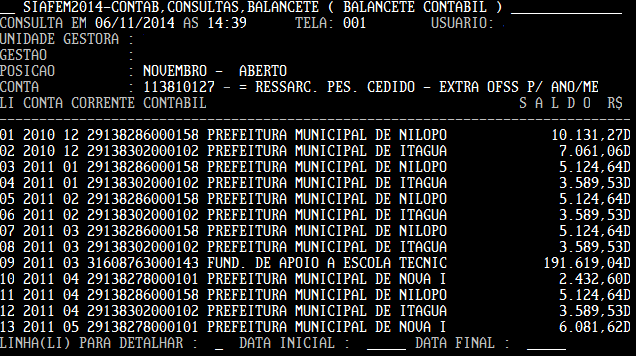 __ SIAFEM2014-CONTAB,CONSULTAS,BALANCETE ( BALANCETE CONTABIL ) ______________
CONSULTA EM 06/11/2014 AS 14:39 TELA: 001 USUARIO:
UNIDADE GESTORA :
GESTAO :
POSICAO : NOVEMBRO - ABERTO
CONTA : 113810127 - = RESSARC. PES. CEDIDO - EXTRA OFSS P/ ANO/ME
LI CONTA CORRENTE CONTABIL S A L D O R$
01 2010 12 29138286000158 PREFEITURA MUNICIPAL DE NILOPO 10.131,27D
02 2010 12 29138302000102 PREFEITURA MUNICIPAL DE ITAGUA 7.061,06D
03 2011 01 29138286000158 PREFEITURA MUNICIPAL DE NILOPO 5.124,64D
04 2011 01 29138302000102 PREFEITURA MUNICIPAL DE ITAGUA 3.589,53D
05 2011 02 29138286000158 PREFEITURA MUNICIPAL DE NILOPO 5.124,64D
06 2011 02 29138302000102 PREFEITURA MUNICIPAL DE ITAGUA 3.589,53D
07 2011 03 29138286000158 PREFEITURA MUNICIPAL DE NILOPO 5.124,64D
08 2011 03 29138302000102 PREFEITURA MUNICIPAL DE ITAGUA 3.589,53D
09 2011 03 31608763000143 FUND. DE APOIO A ESCOLA TECNIC 191.619,04D
10 2011 04 29138278000101 PREFEITURA MUNICIPAL DE NOVA I 2.432,60D
11 2011 04 29138286000158 PREFEITURA MUNICIPAL DE NILOPO 5.124,64D
12 2011 04 29138302000102 PREFEITURA MUNICIPAL DE ITAGUA 3.589,53D
13 2011 05 29138278000101 PREFEITURA MUNICIPAL DE NOVA I 6.081,62D
LINHA(LI) PARA DETALHAR : _ DATA INICIAL : _____ DATA FINAL : _____